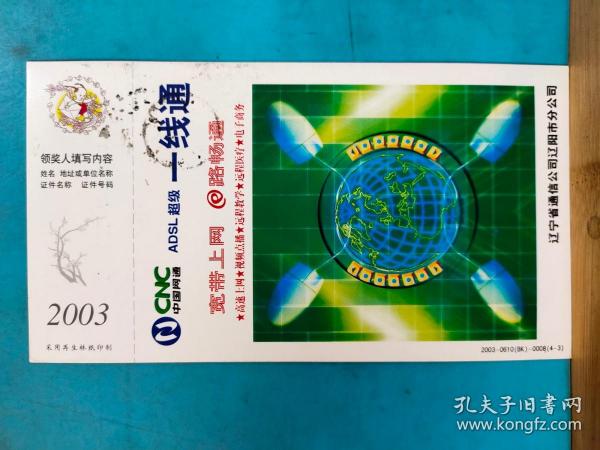 领奖人填写内容
姓名 地址或单位名称
证件名称 证件号码
2003
采用再生林纸印制
CNC
中国网通
ADSL 超级 一线通
宽带上网 e路畅通
★高速上网★视频点播★远程教学★远程医疗★电子商务
辽宁省通信公司辽阳市分公司
2003-0610(BK)-0008(4-3)
孔夫子旧书网
www.kongfz.com